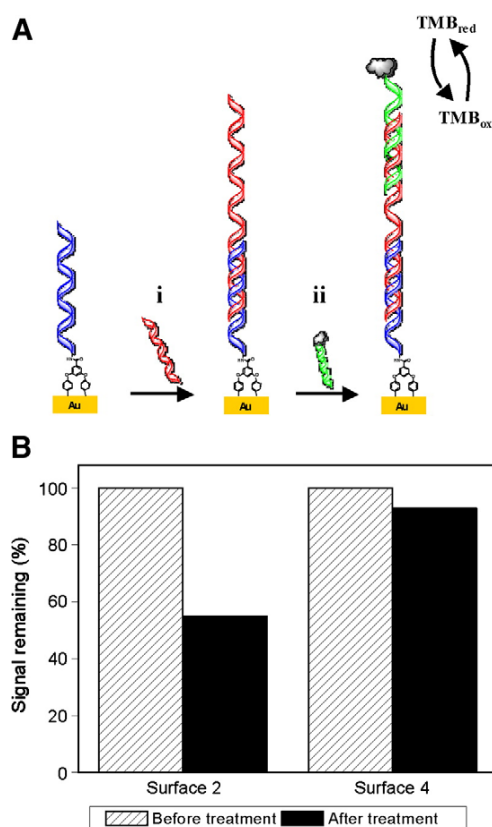 A
TMBred
TMBox
i
ii
Au
Au
Au
B
Signal remaining (%)
100
80
60
40
20
0
Surface 2
Surface 4
Before treatment
After treatment